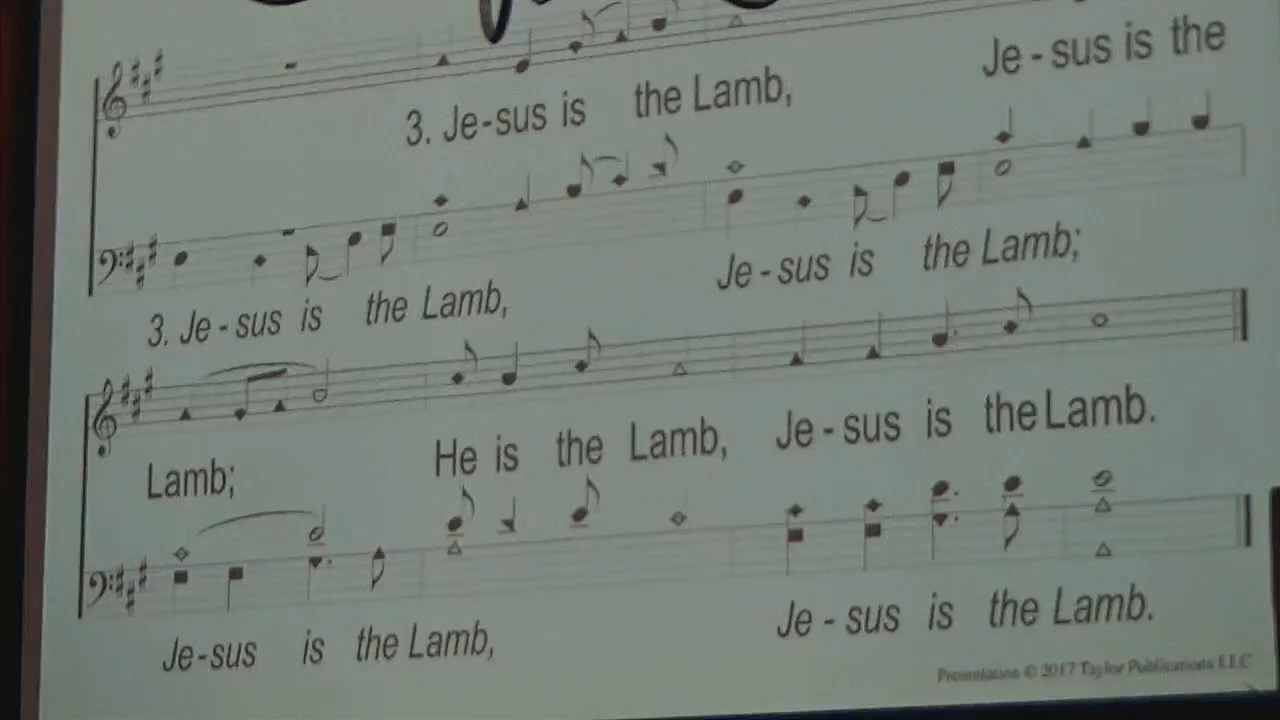 3. Je-sus is the Lamb, Je-sus is the
3. Je-sus is the Lamb, Je-sus is the Lamb;
Lamb; He is the Lamb, Je-sus is the Lamb.
Je-sus is the Lamb, Je-sus is the Lamb.
Presentation © 2017 Taylor Publications LLC